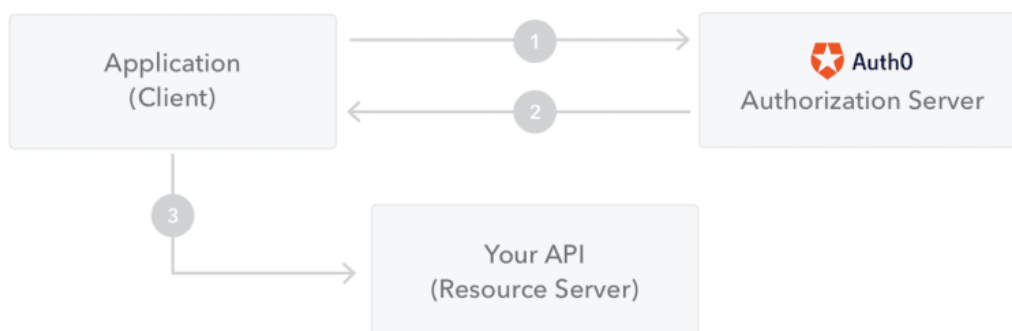 Application
(Client)
1
Auth0
Authorization Server
2
3
Your API
(Resource Server)